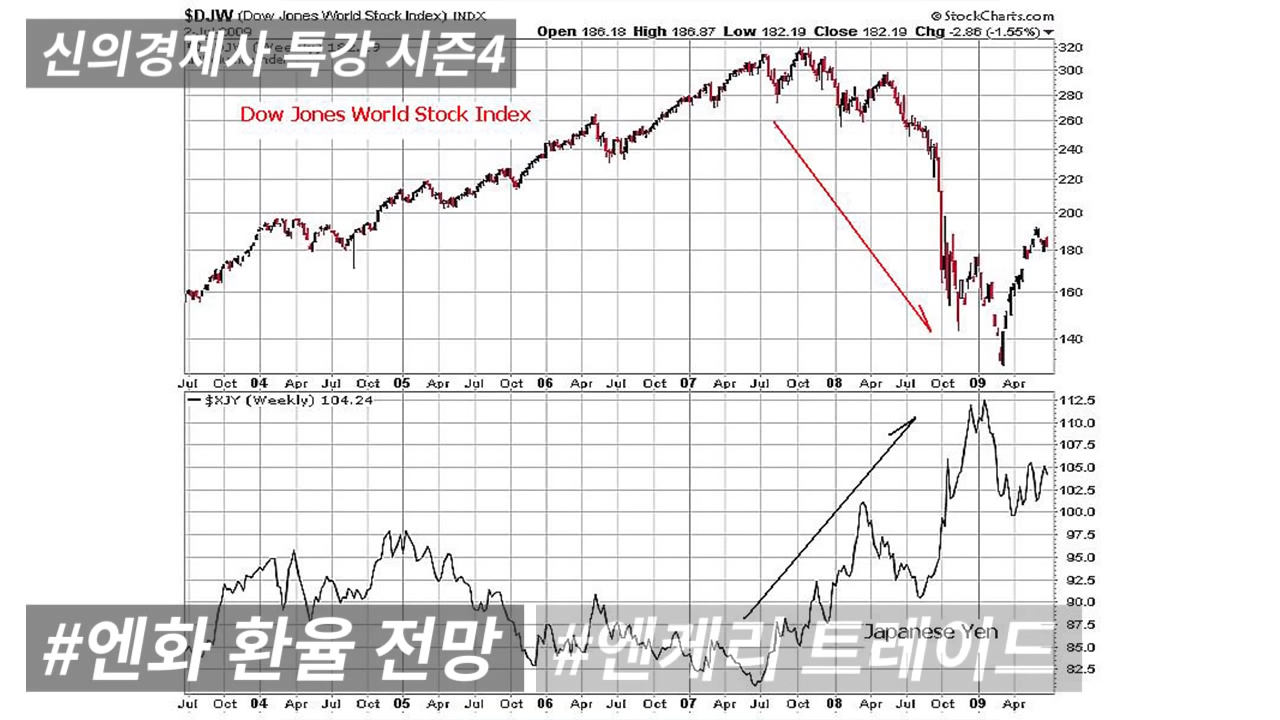 $DJW (Dow Jones World Stock Index) INDX
© StockCharts.com
Open 186.18 High 186.87 Low 182.19 Close 182.19 Chg -2.86 (-1.55%)
신의경제사 특강 시즌4
Dow Jones World Stock Index
320
300
280
260
240
220
200
180
160
140
Jul Oct 04 Apr Jul Oct 05 Apr Jul Oct 06 Apr Jul Oct 07 Apr Jul Oct 08 Apr Jul Oct 09 Apr
$XJY (Weekly) 104.24
112.5
110.0
107.5
105.0
102.5
100.0
97.5
95.0
92.5
90.0
87.5
85.0
82.5
Japanese Yen
#엔화 환율 전망
#엔케리 트레이드
Jul Oct 04 Apr Jul Oct 05 Apr Jul Oct 06 Apr Jul Oct 07 Apr Jul Oct 08 Apr Jul Oct 09 Apr